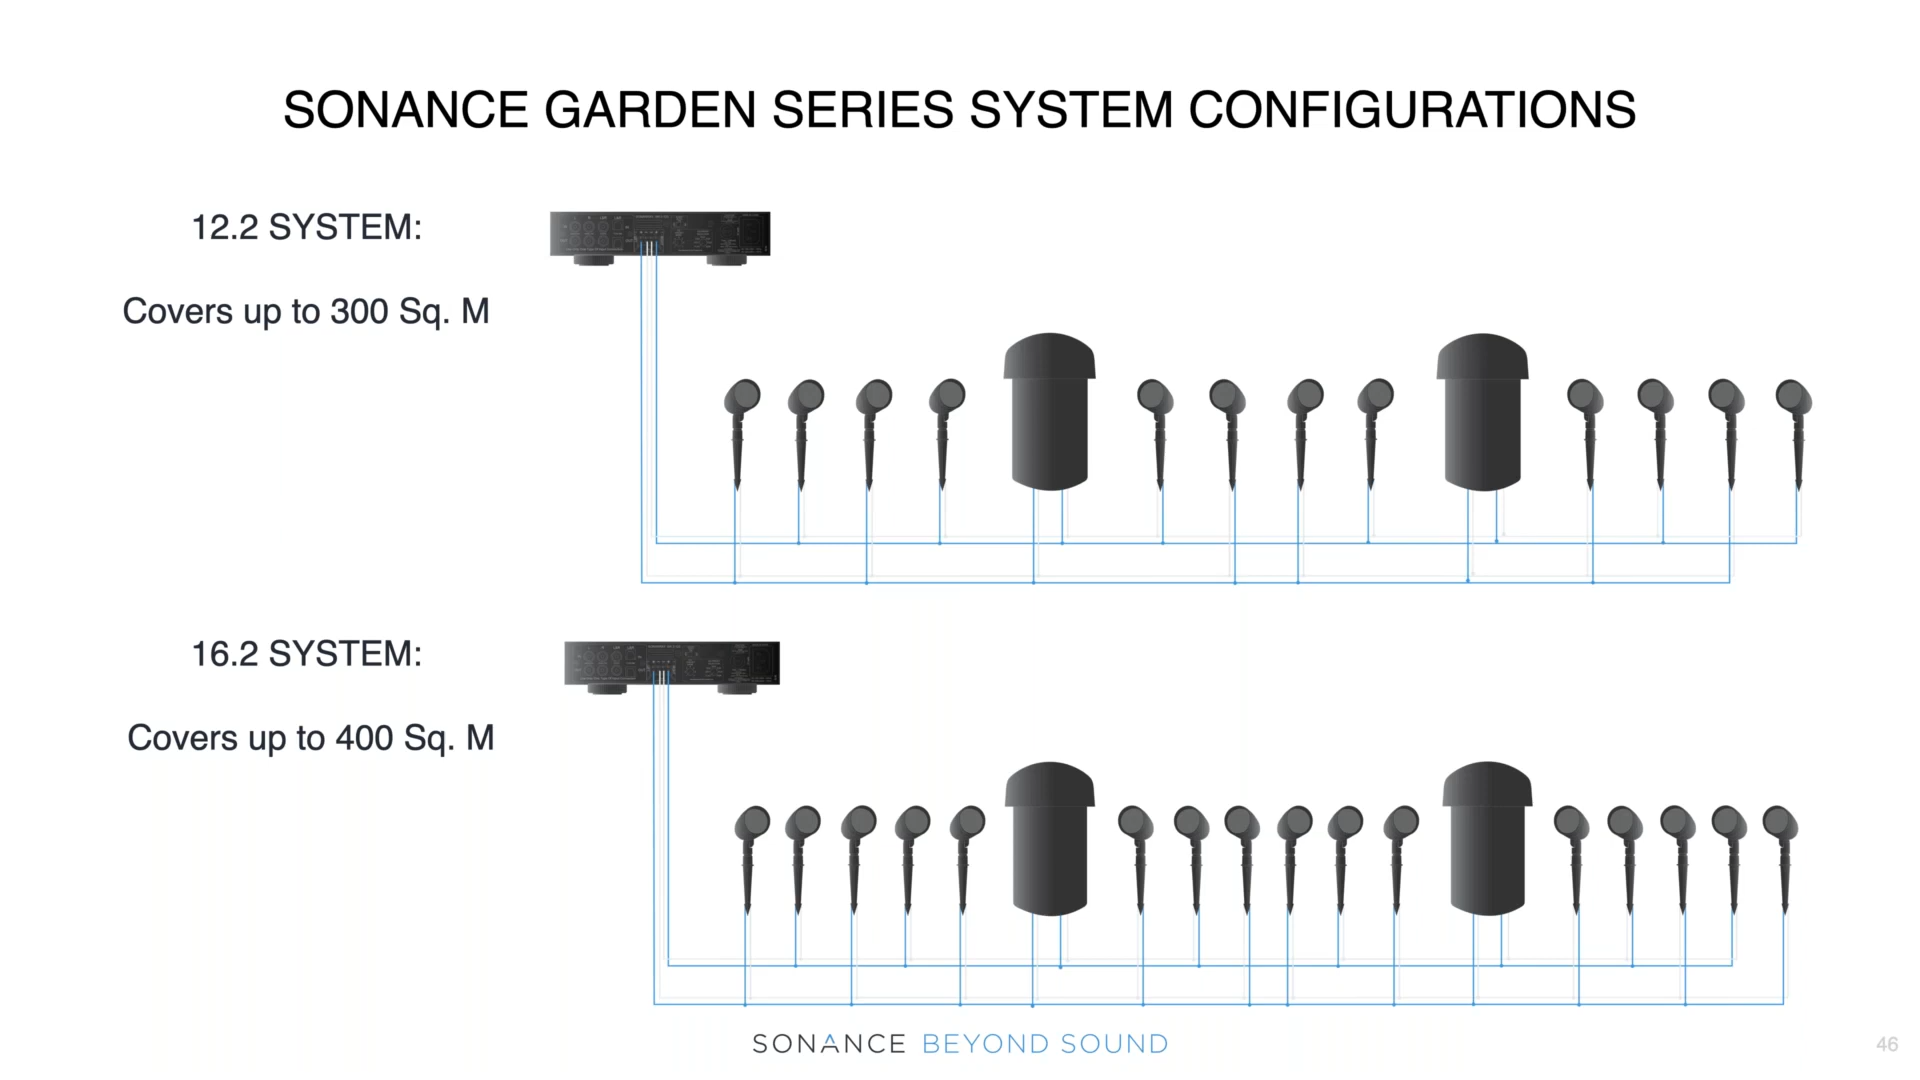 SONANCE GARDEN SERIES SYSTEM CONFIGURATIONS
12.2 SYSTEM:
Covers up to 300 Sq. M
16.2 SYSTEM:
Covers up to 400 Sq. M
SONANCE BEYOND SOUND
46